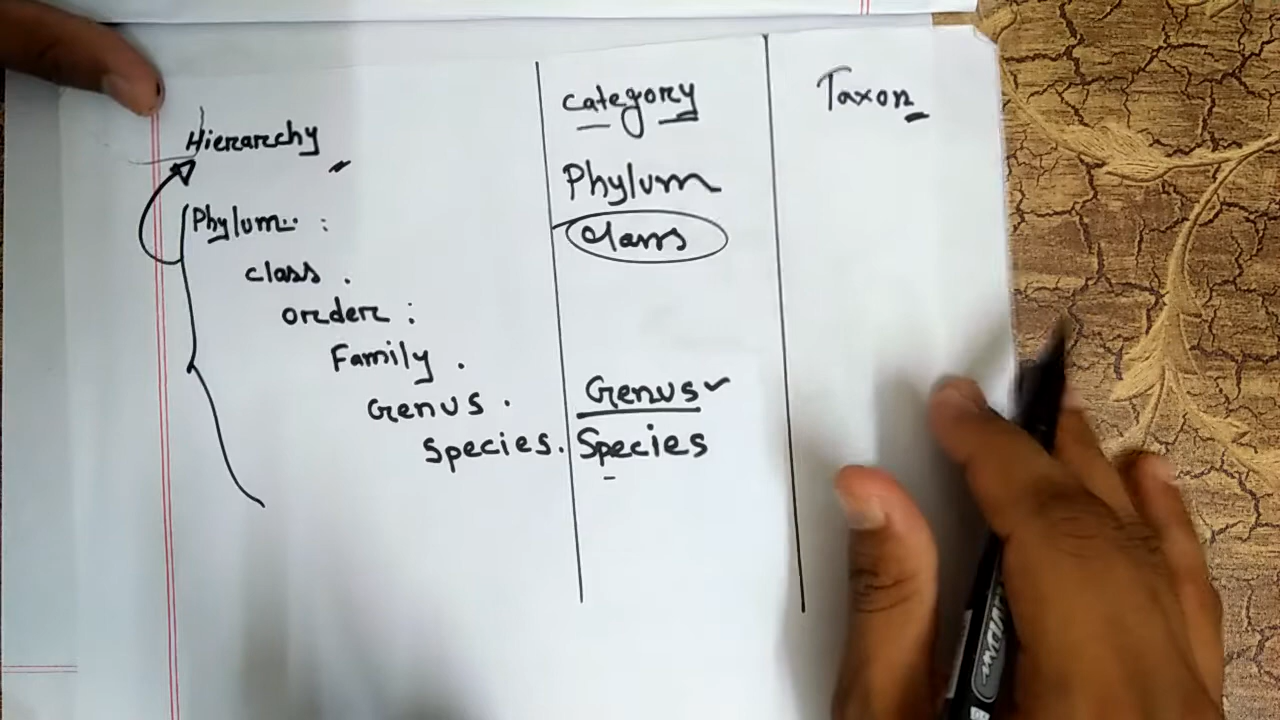 Hierarchy
Phylum :
class .
order :
Family .
Genus .
Species .
Category
Phylum
class
Genus ✓
Species
Taxon